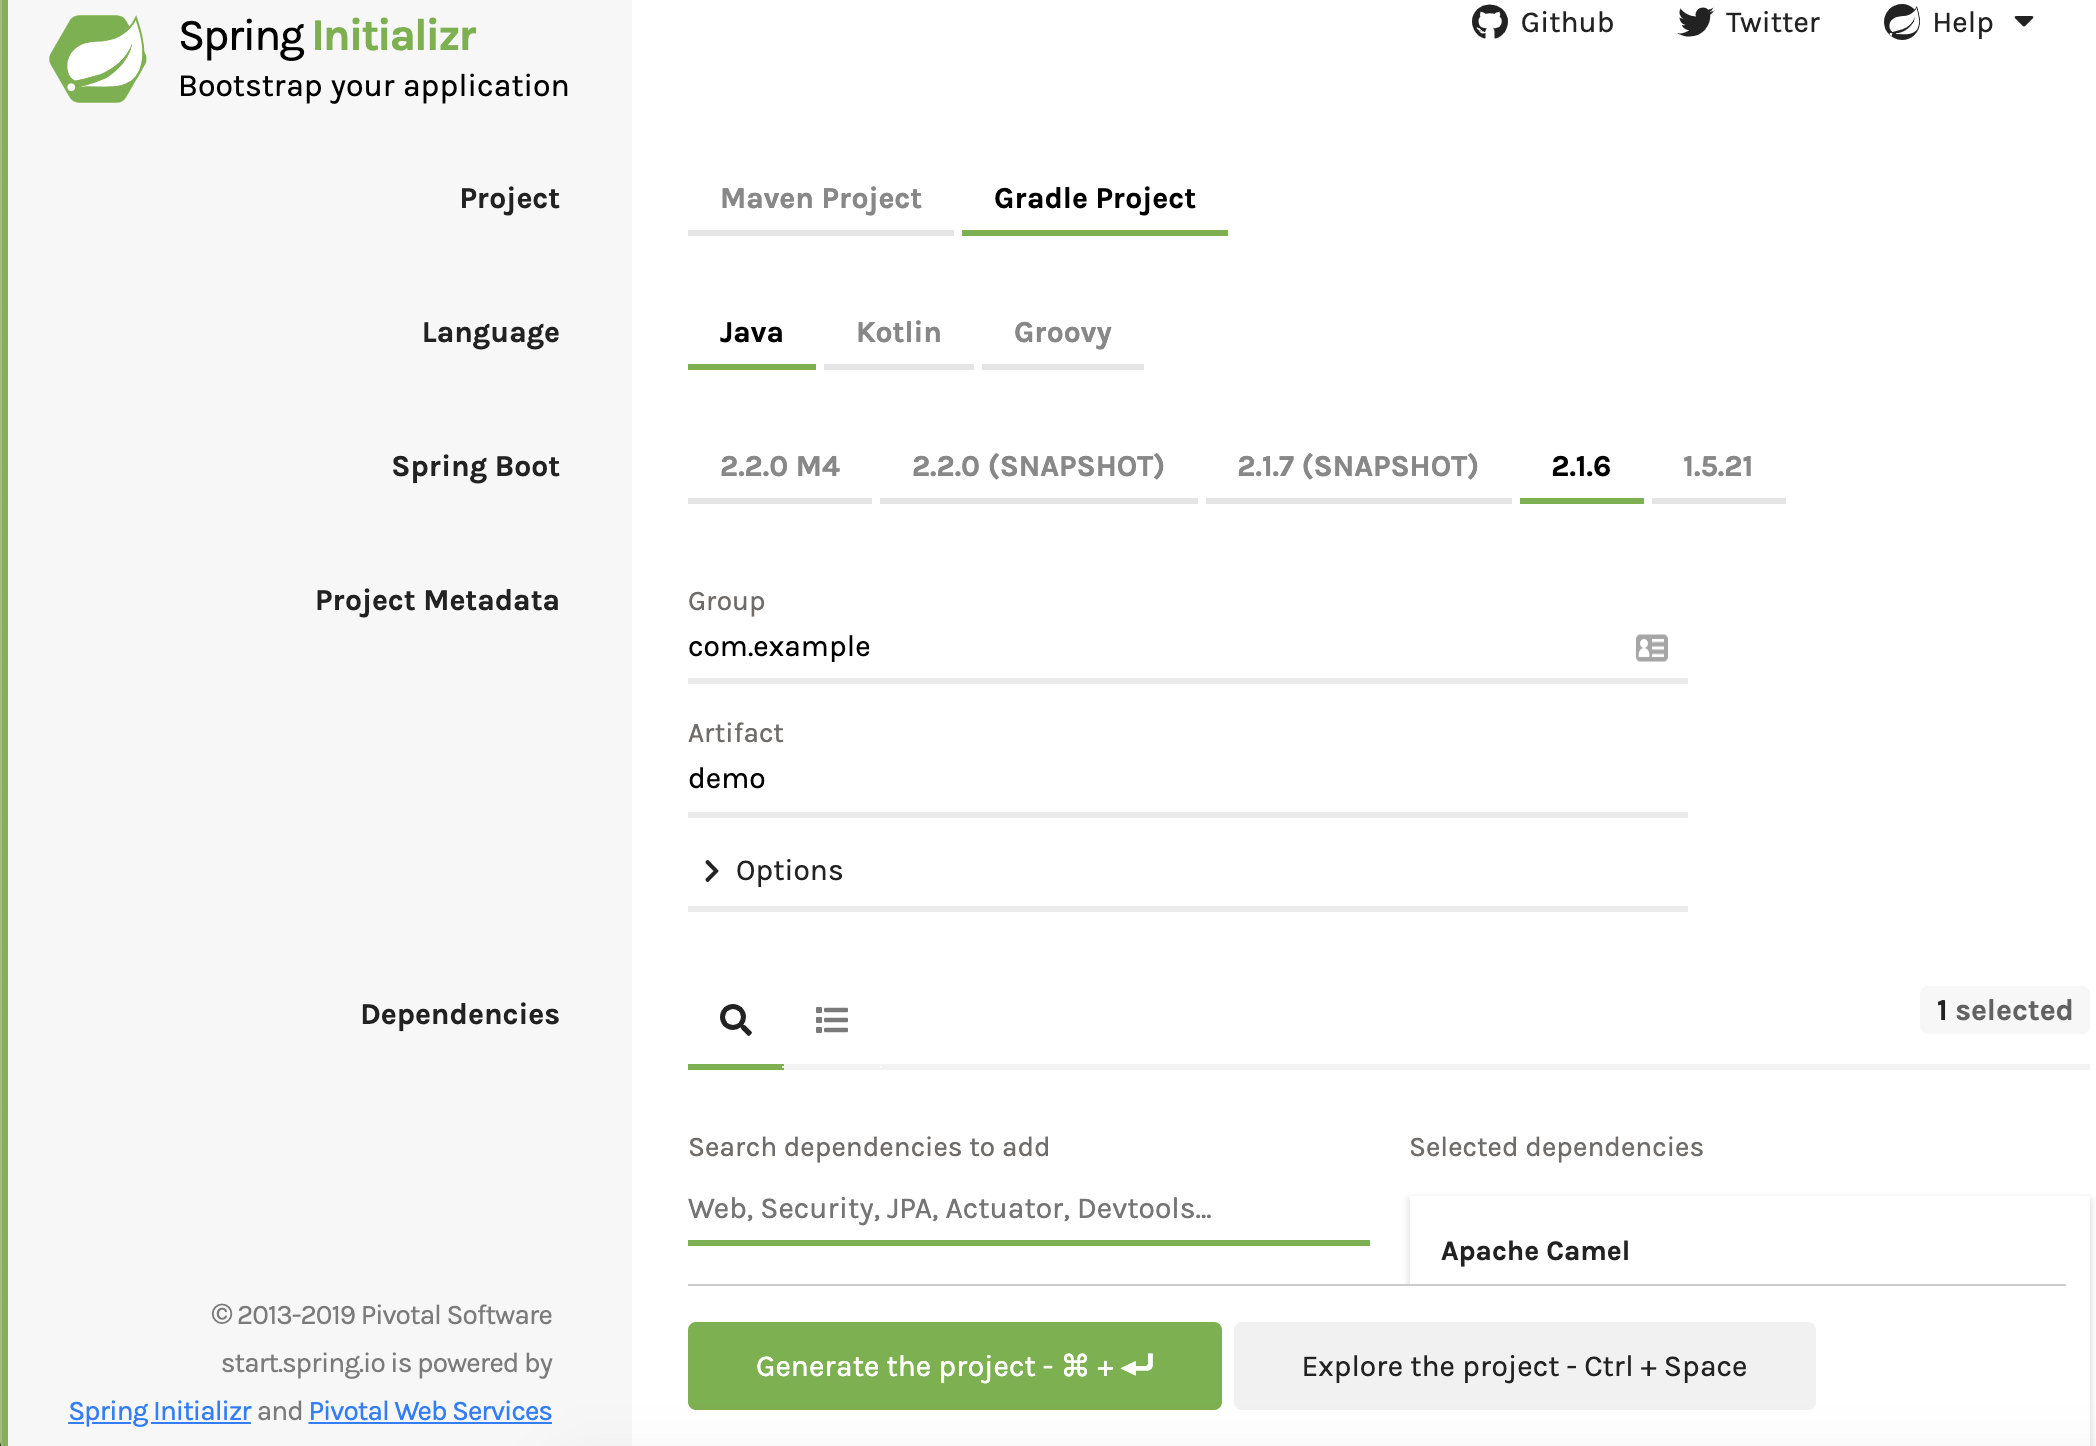 Spring Initializr
Bootstrap your application
Github Twitter Help
Project
Maven Project Gradle Project
Language
Java Kotlin Groovy
Spring Boot
2.2.0 M4 2.2.0 (SNAPSHOT) 2.1.7 (SNAPSHOT) 2.1.6 1.5.21
Project Metadata
Group
com.example
Artifact
demo
Options
Dependencies
1 selected
Search dependencies to add
Web, Security, JPA, Actuator, Devtools...
Selected dependencies
Apache Camel
Generate the project - ⌘ + ↵
Explore the project - Ctrl + Space
© 2013-2019 Pivotal Software
start.spring.io is powered by
Spring Initializr and Pivotal Web Services